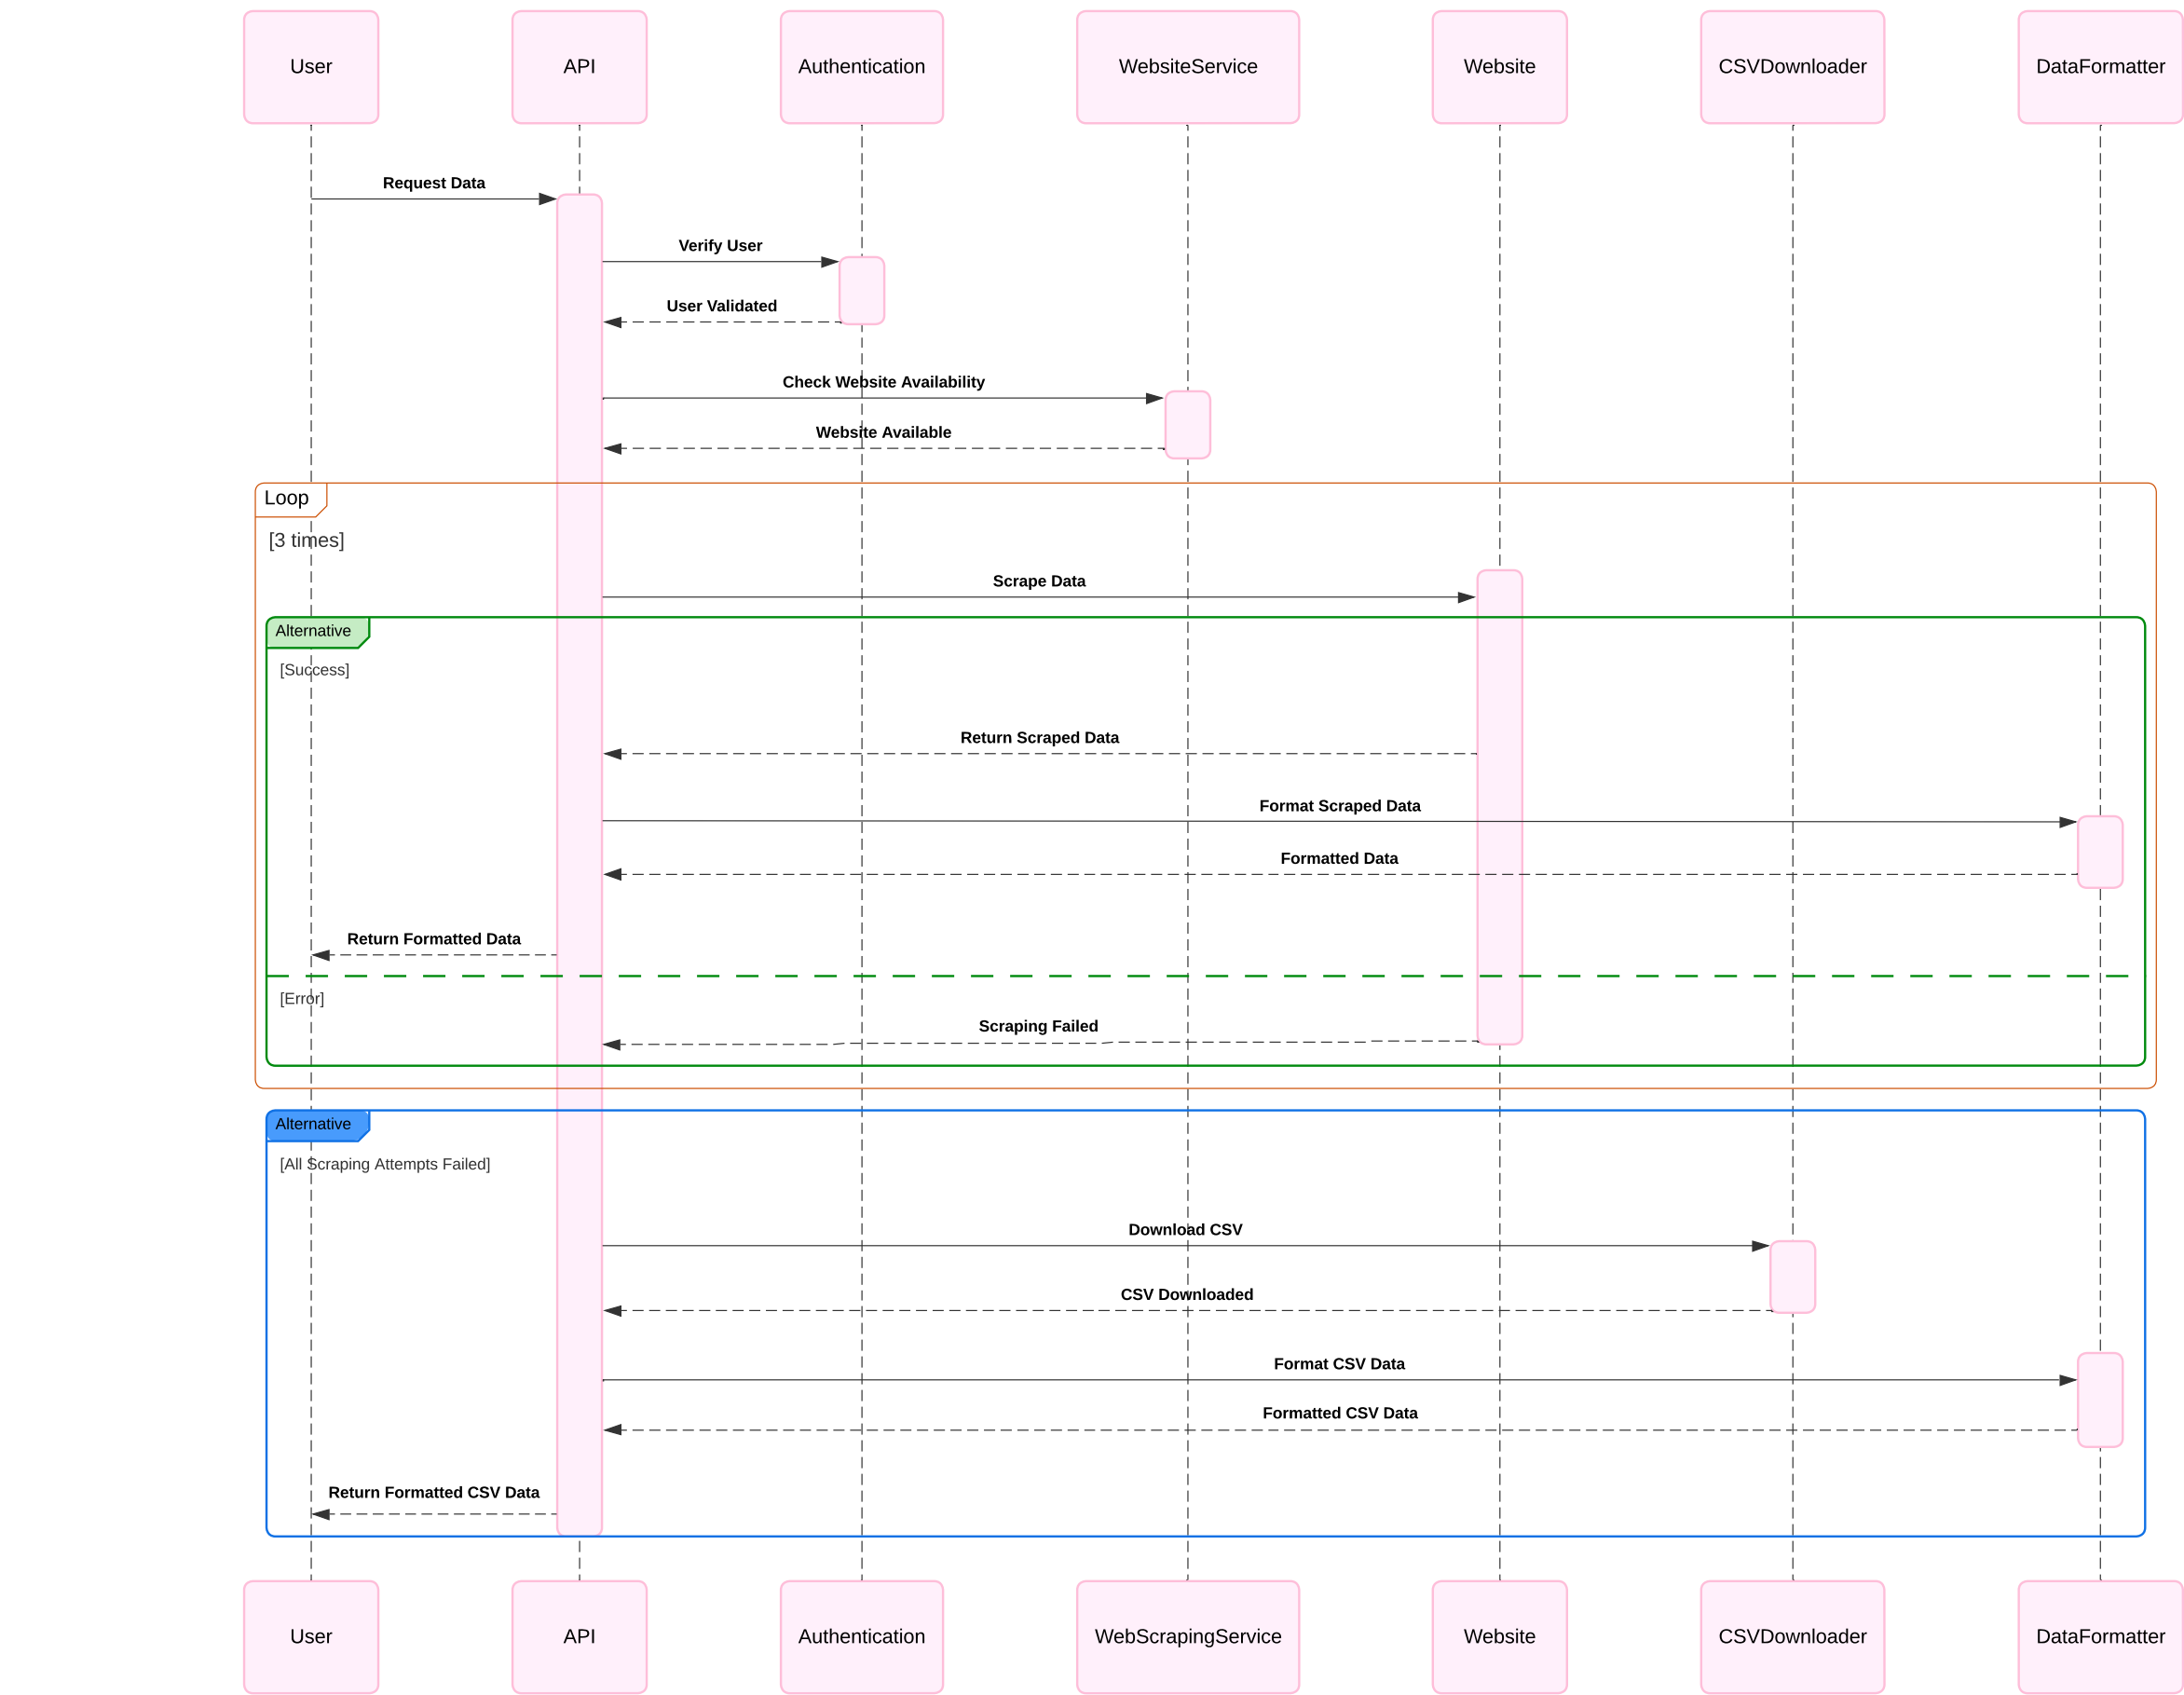 User
API
Authentication
WebsiteService
Website
CSVDownloader
DataFormatter
Request Data
Verify User
User Validated
Check Website Availability
Website Available
Loop
[3 times]
Scrape Data
Alternative
[Success]
Return Scraped Data
Format Scraped Data
Formatted Data
Return Formatted Data
[Error]
Scraping Failed
Alternative
[All Scraping Attempts Failed]
Download CSV
CSV Downloaded
Format CSV Data
Formatted CSV Data
Return Formatted CSV Data
User
API
Authentication
WebScrapingService
Website
CSVDownloader
DataFormatter